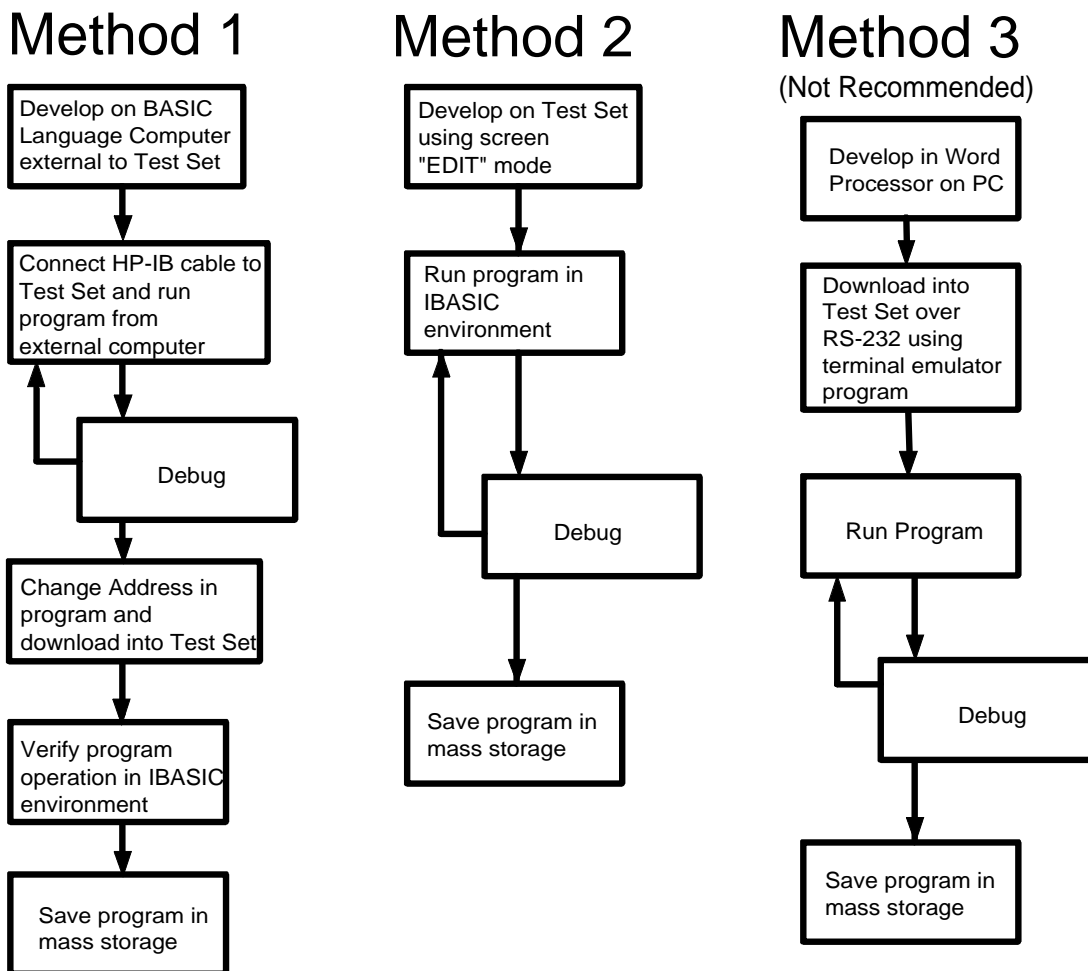 Method 1
Develop on BASIC
Language Computer
external to Test Set
Connect HP-IB cable to
Test Set and run
program from
external computer
Debug
Change Address in
program and
download into Test Set
Verify program
operation in IBASIC
environment
Save program in
mass storage
Method 2
Develop on Test Set
using screen
"EDIT" mode
Run program in
IBASIC
environment
Debug
Save program in
mass storage
Method 3
(Not Recommended)
Develop in Word
Processor on PC
Download into
Test Set over
RS-232 using
terminal emulator
program
Run Program
Debug
Save program in
mass storage